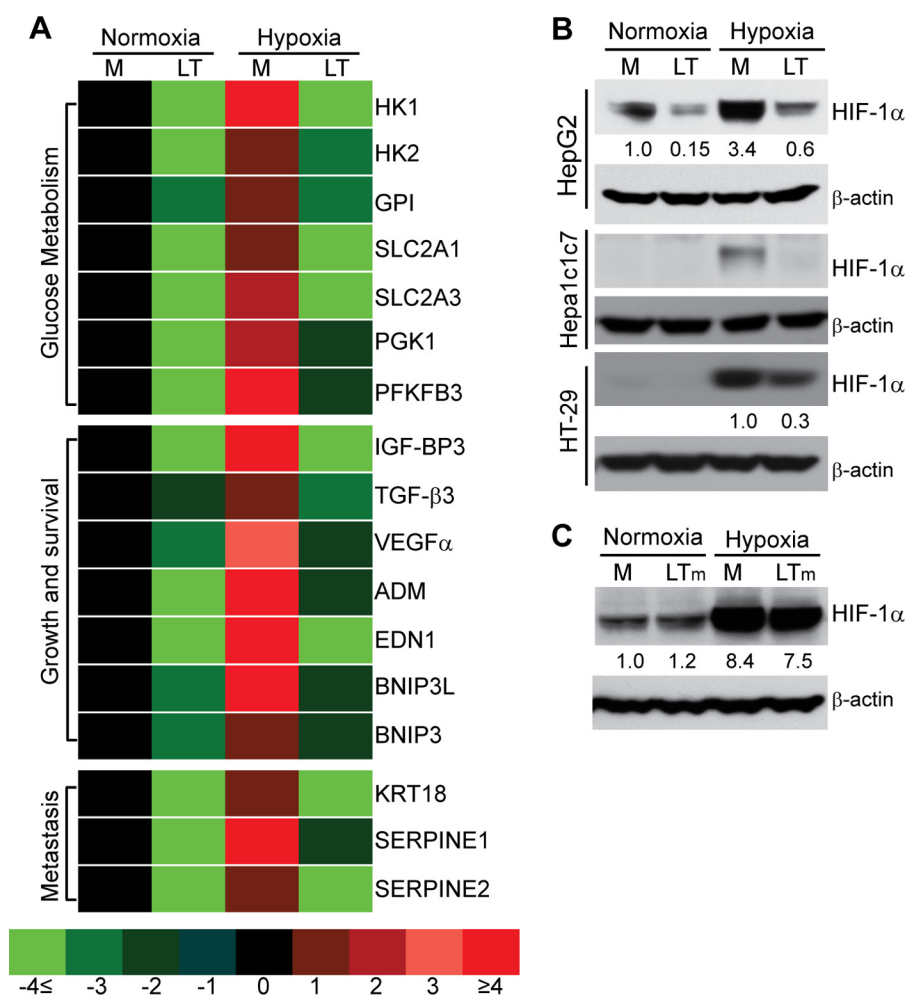 A
Normoxia Hypoxia
M LT M LT
Glucose Metabolism
HK1
HK2
GPI
SLC2A1
SLC2A3
PGK1
PFKFB3
Growth and survival
IGF-BP3
TGF-β3
VEGFα
ADM
EDN1
BNIP3L
BNIP3
Metastasis
KRT18
SERPINE1
SERPINE2
-4≤ -3 -2 -1 0 1 2 3 ≥4
B
Normoxia Hypoxia
M LT M LT
HepG2
HIF-1α
1.0 0.15 3.4 0.6
β-actin
Hepa1c1c7
HIF-1α
β-actin
HT-29
HIF-1α
1.0 0.3
β-actin
C
Normoxia Hypoxia
M LTm M LTm
HIF-1α
1.0 1.2 8.4 7.5
β-actin